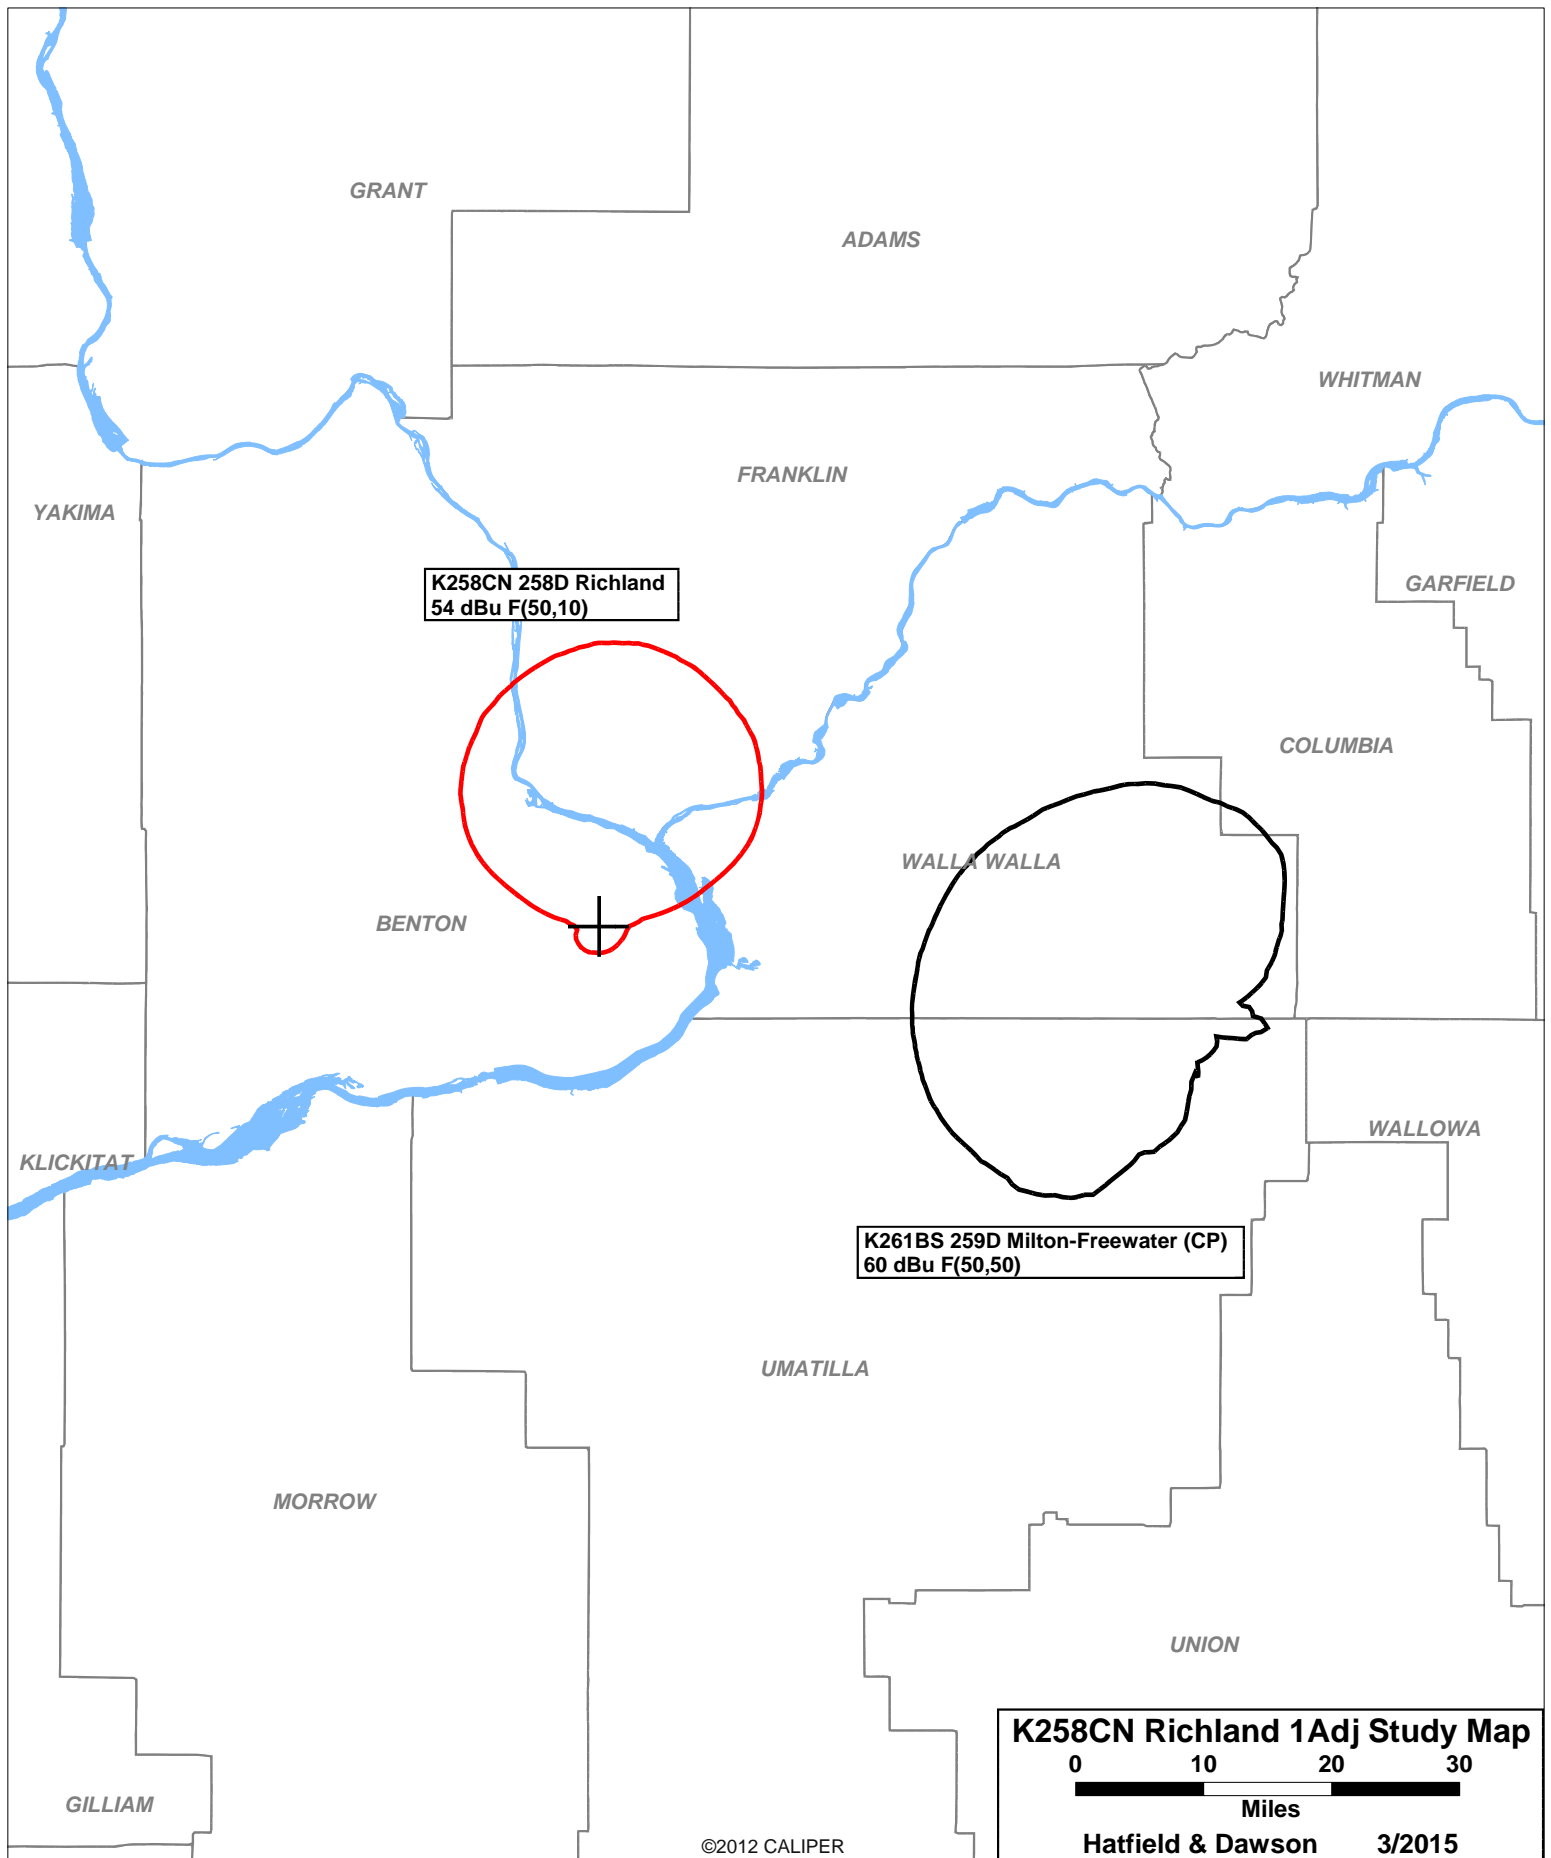 GRANT
ADAMS
WHITMAN
FRANKLIN
YAKIMA
K258CN 258D Richland
54 dBu F(50,10)
GARFIELD
COLUMBIA
WALLA WALLA
BENTON
WALLOWA
KLICKITAT
K261BS 259D Milton-Freewater (CP)
60 dBu F(50,50)
UMATILLA
MORROW
UNION
K258CN Richland 1Adj Study Map
0 10 20 30
Miles
GILLIAM
©2012 CALIPER
Hatfield & Dawson 3/2015